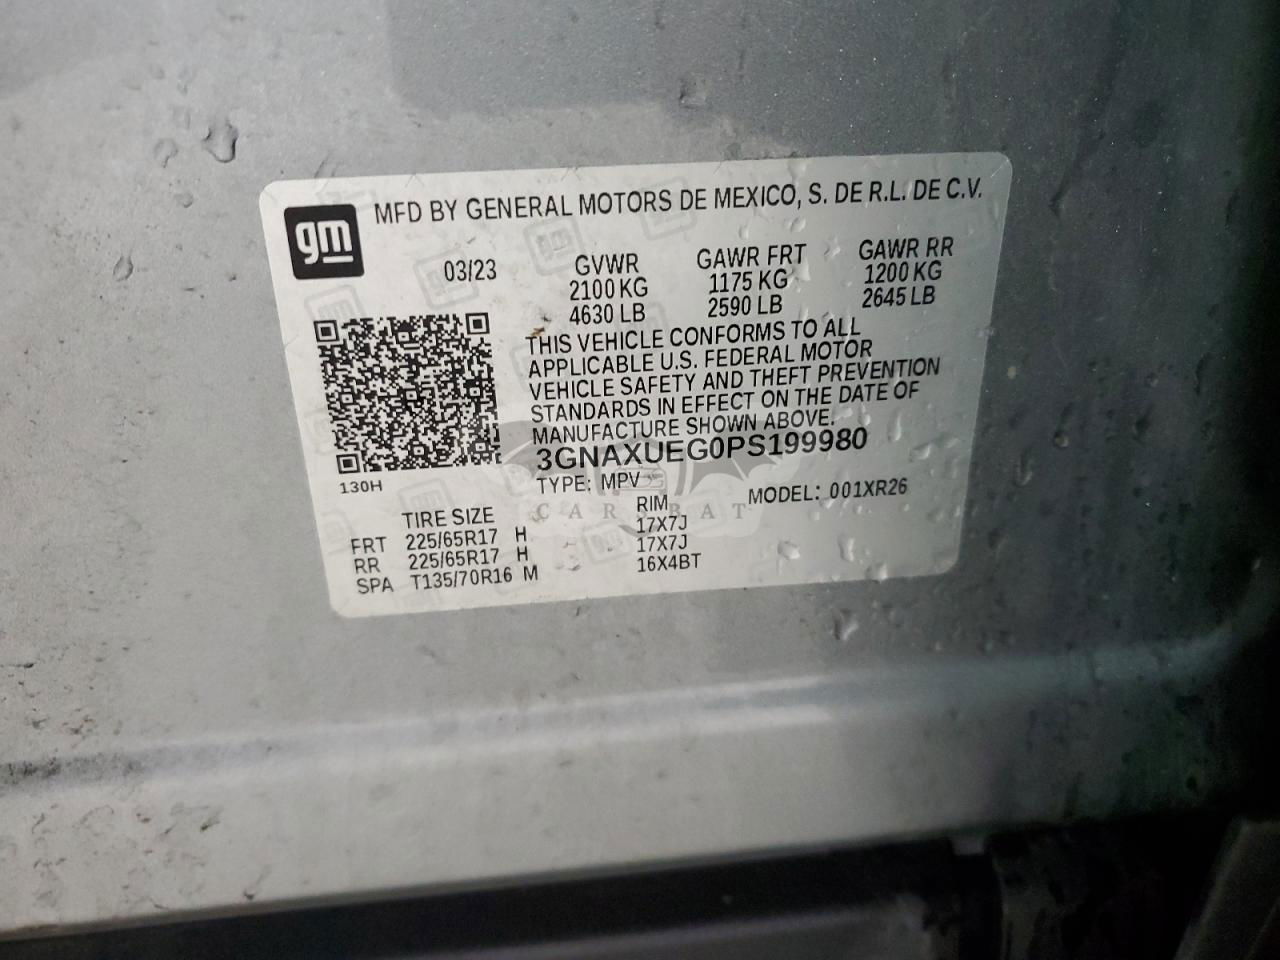 gm
MFD BY GENERAL MOTORS DE MEXICO, S. DE R.L. DE C.V.
03/23
GVWR GAWR FRT GAWR RR
2100 KG 1175 KG 1200 KG
4630 LB 2590 LB 2645 LB
THIS VEHICLE CONFORMS TO ALL
APPLICABLE U.S. FEDERAL MOTOR
VEHICLE SAFETY AND THEFT PREVENTION
STANDARDS IN EFFECT ON THE DATE OF
MANUFACTURE SHOWN ABOVE.
3GNAXUEG0PS199980
130H
TYPE: MPV MODEL: 001XR26
CARSBAT
TIRE SIZE RIM
FRT 225/65R17 H 17X7J
RR 225/65R17 H 17X7J
SPA T135/70R16 M 16X4BT